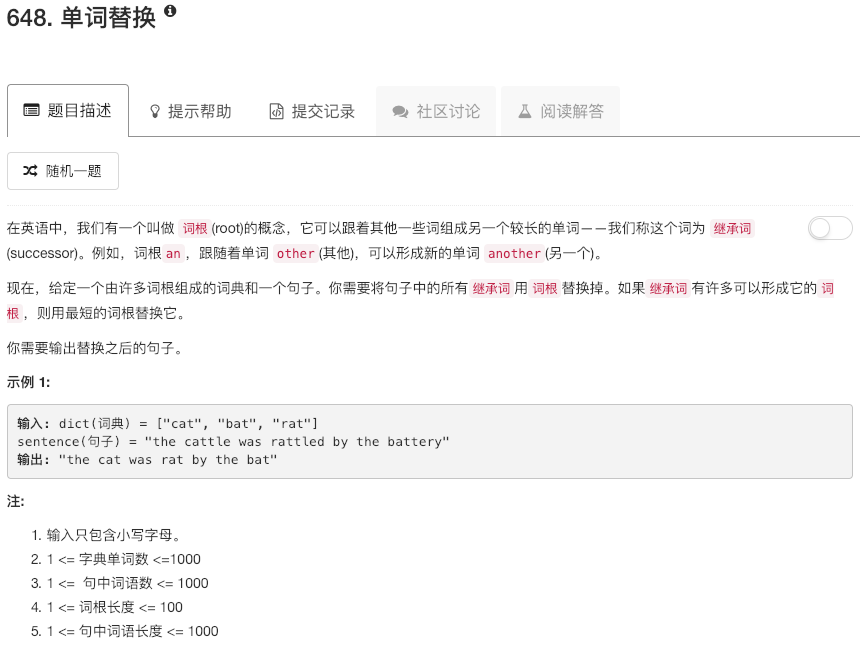 648. 单词替换
题目描述 提示帮助 提交记录 社区讨论 阅读解答
随机一题
在英语中，我们有一个叫做 词根 (root)的概念，它可以跟着其他一些词组成另一个较长的单词——我们称这个词为 继承词
(successor)。例如，词根 an ，跟随着单词 other (其他)，可以形成新的单词 another (另一个)。
现在，给定一个由许多词根组成的词典和一个句子。你需要将句子中的所有 继承词 用 词根 替换掉。如果 继承词 有许多可以形成它的 词
根 ，则用最短的词根替换它。
你需要输出替换之后的句子。
示例 1:
输入: dict(词典) = ["cat", "bat", "rat"]
sentence(句子) = "the cattle was rattled by the battery"
输出: "the cat was rat by the bat"
注:
1. 输入只包含小写字母。
2. 1 <= 字典单词数 <=1000
3. 1 <= 句中词语数 <= 1000
4. 1 <= 词根长度 <= 100
5. 1 <= 句中词语长度 <= 1000